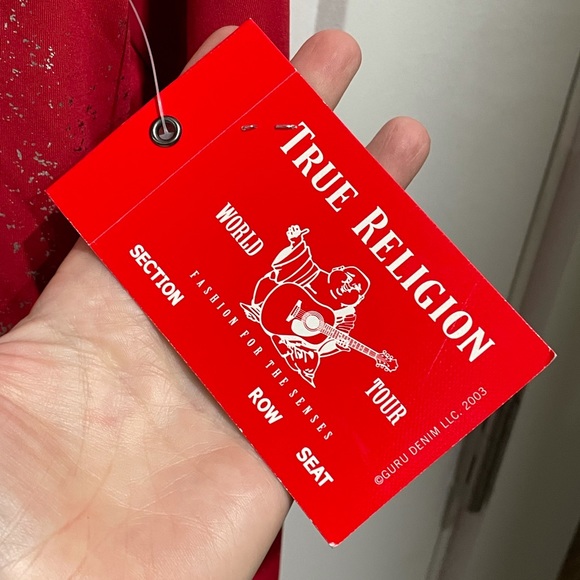 TRUE RELIGION
WORLD
TOUR
FASHION FOR THE SENSES
SECTION
ROW
SEAT
©GURU DENIM LLC. 2003